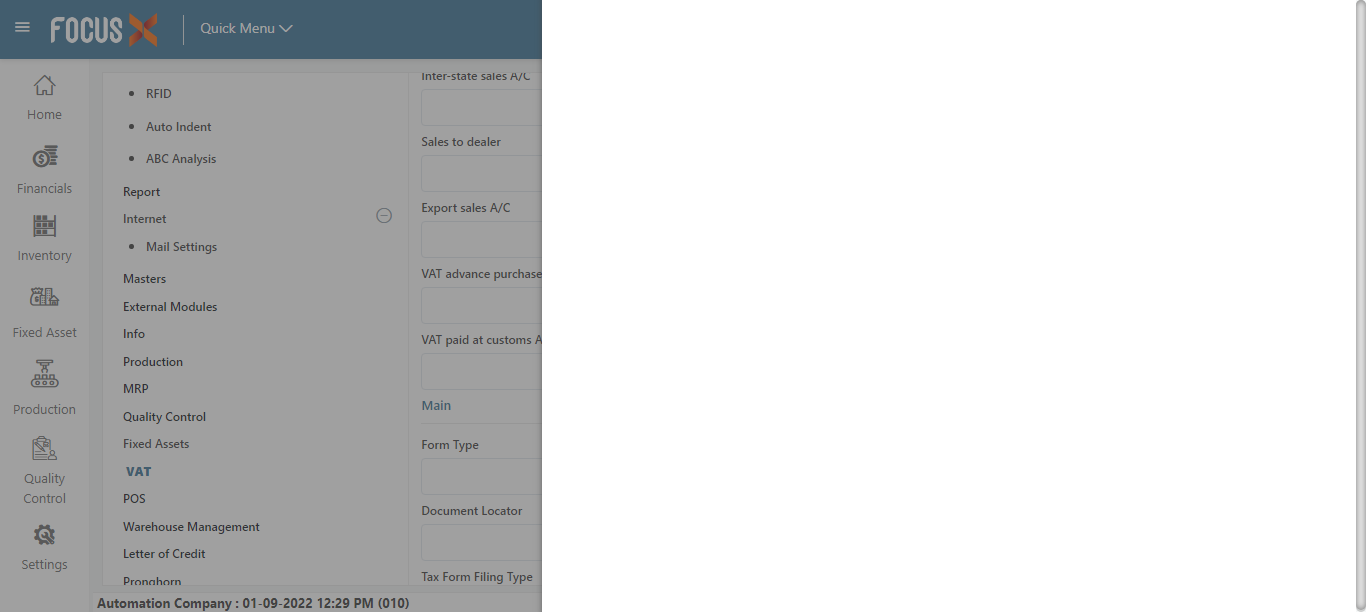 FOCUS X
Quick Menu
Home
Financials
Inventory
Fixed Asset
Production
Quality
Control
Settings
RFID
Auto Indent
ABC Analysis
Report
Internet
Mail Settings
Masters
External Modules
Info
Production
MRP
Quality Control
Fixed Assets
VAT
POS
Warehouse Management
Letter of Credit
Pronghorn
Inter-state sales A/C
Sales to dealer
Export sales A/C
VAT advance purchase
VAT paid at customs A
Main
Form Type
Document Locator
Tax Form Filing Type
Automation Company : 01-09-2022 12:29 PM (010)